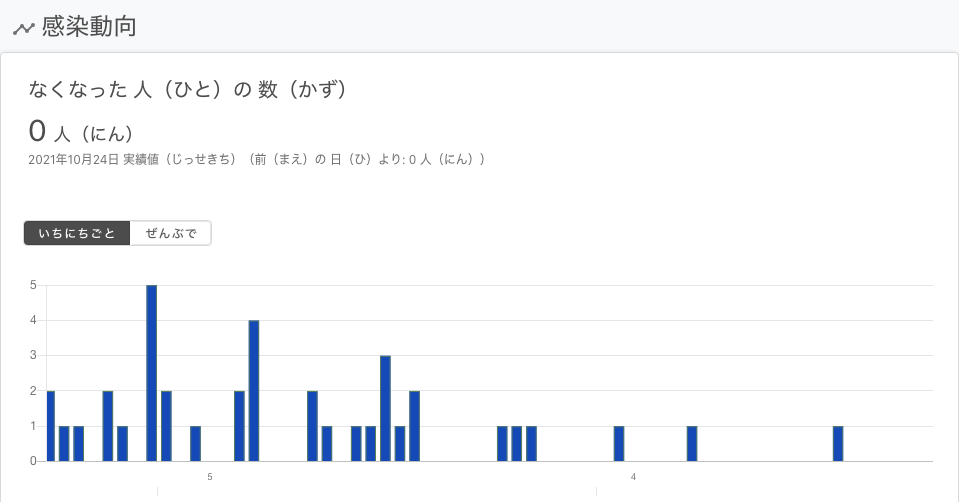 感染動向
なくなった 人（ひと）の 数（かず）
0 人（にん）
2021年10月24日 実績値（じっせきち）（前（まえ）の 日（ひ）より: 0 人（にん））
いちにちごと ぜんぶで
5
4
3
2
1
0
5 4